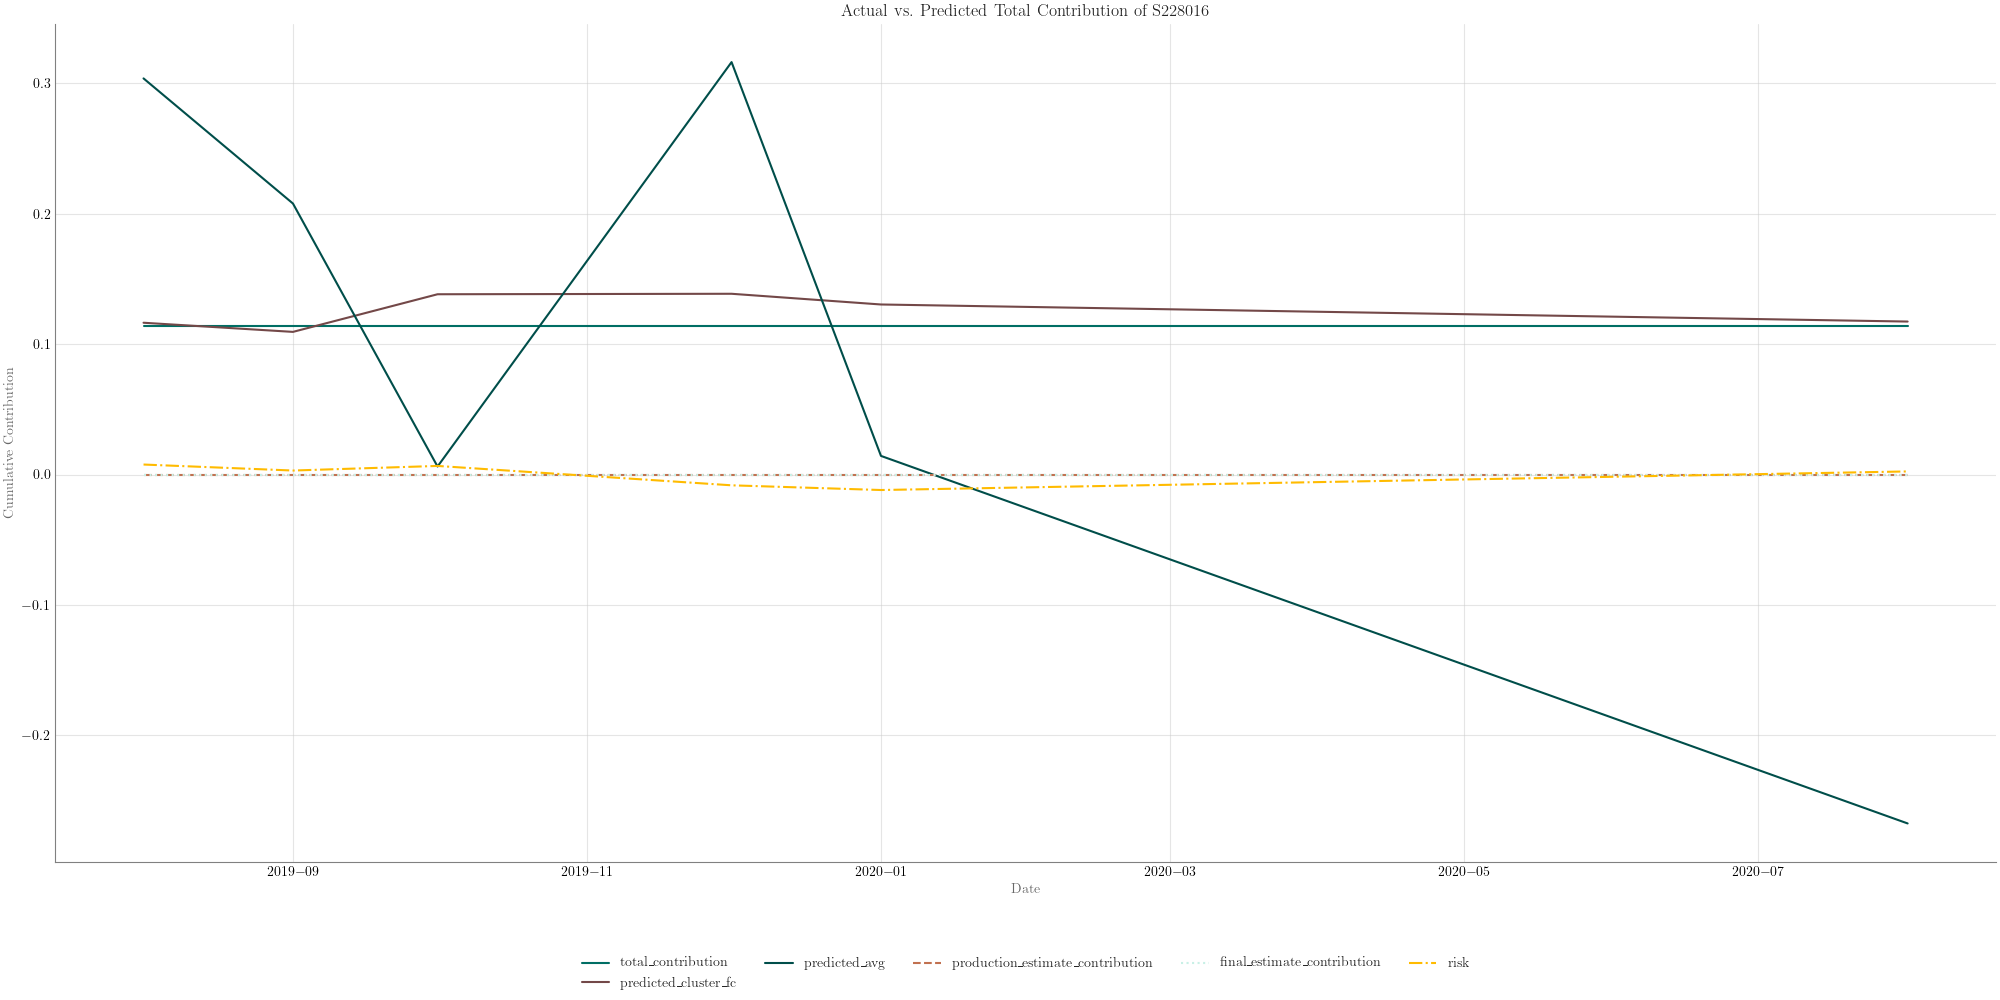 Actual vs. Predicted Total Contribution of S228016
Cumulative Contribution
0.3
0.2
0.1
0.0
−0.1
−0.2
2019−09
2019−11
2020−01
2020−03
2020−05
2020−07
Date
total_contribution
predicted_avg
production_estimate_contribution
final_estimate_contribution
risk
predicted_cluster_fc